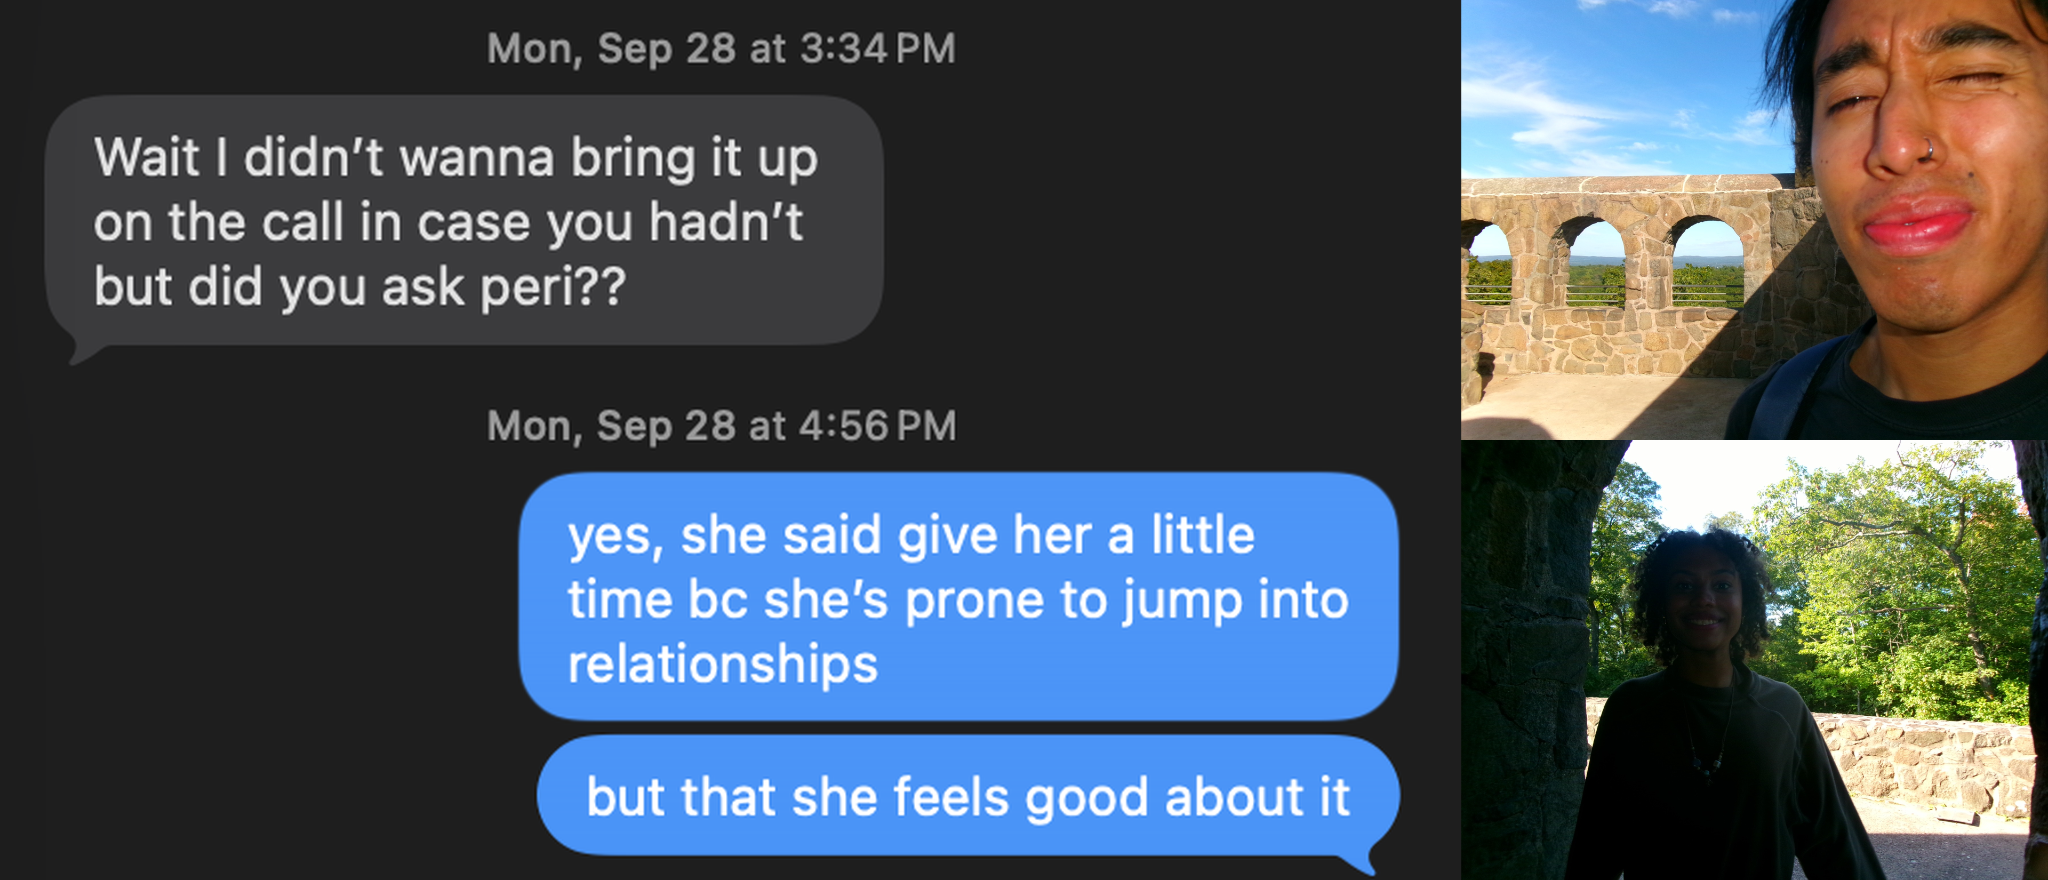 Mon, Sep 28 at 3:34 PM
Wait I didn’t wanna bring it up
on the call in case you hadn’t
but did you ask peri??
Mon, Sep 28 at 4:56 PM
yes, she said give her a little
time bc she’s prone to jump into
relationships
but that she feels good about it